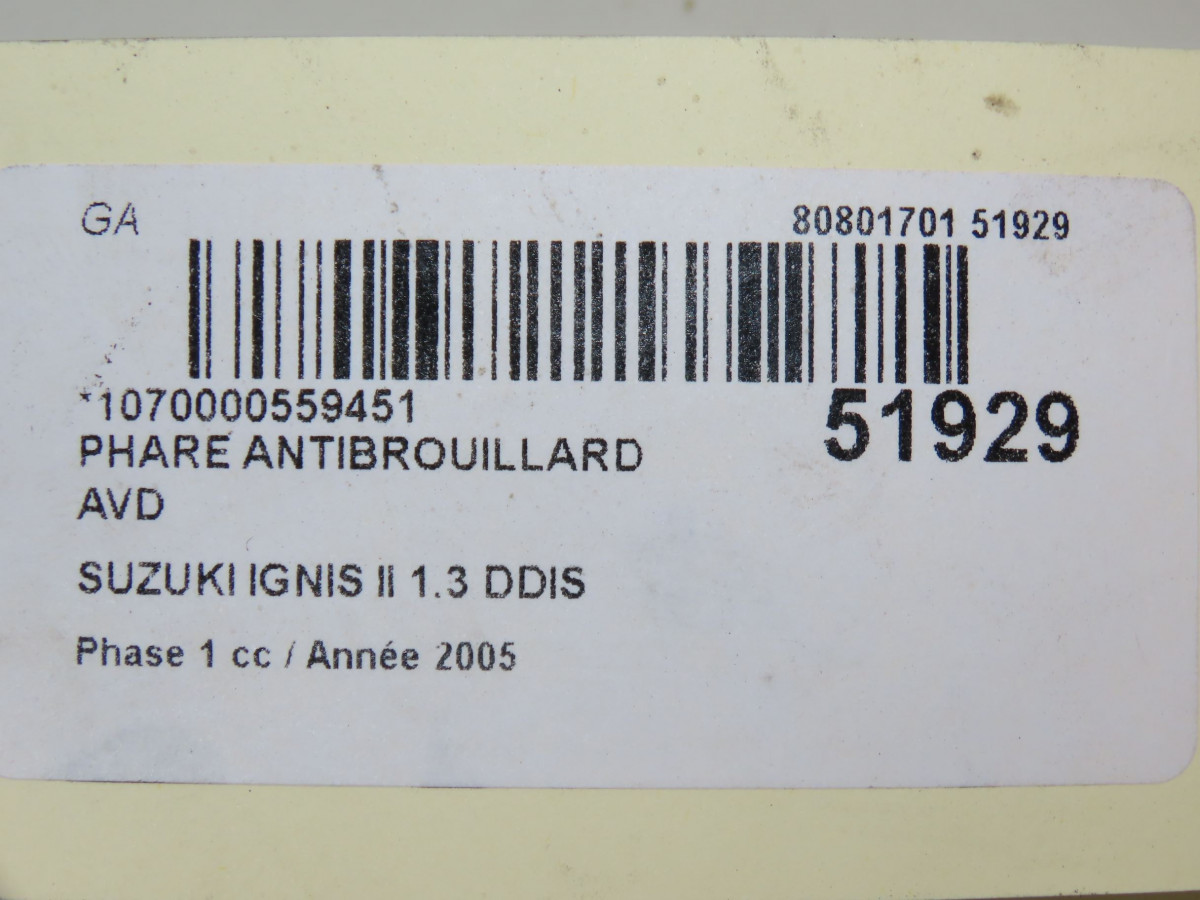 GA
80801701 51929
*1070000559451
51929
PHARE ANTIBROUILLARD
AVD
SUZUKI IGNIS II 1.3 DDIS
Phase 1 cc / Année 2005